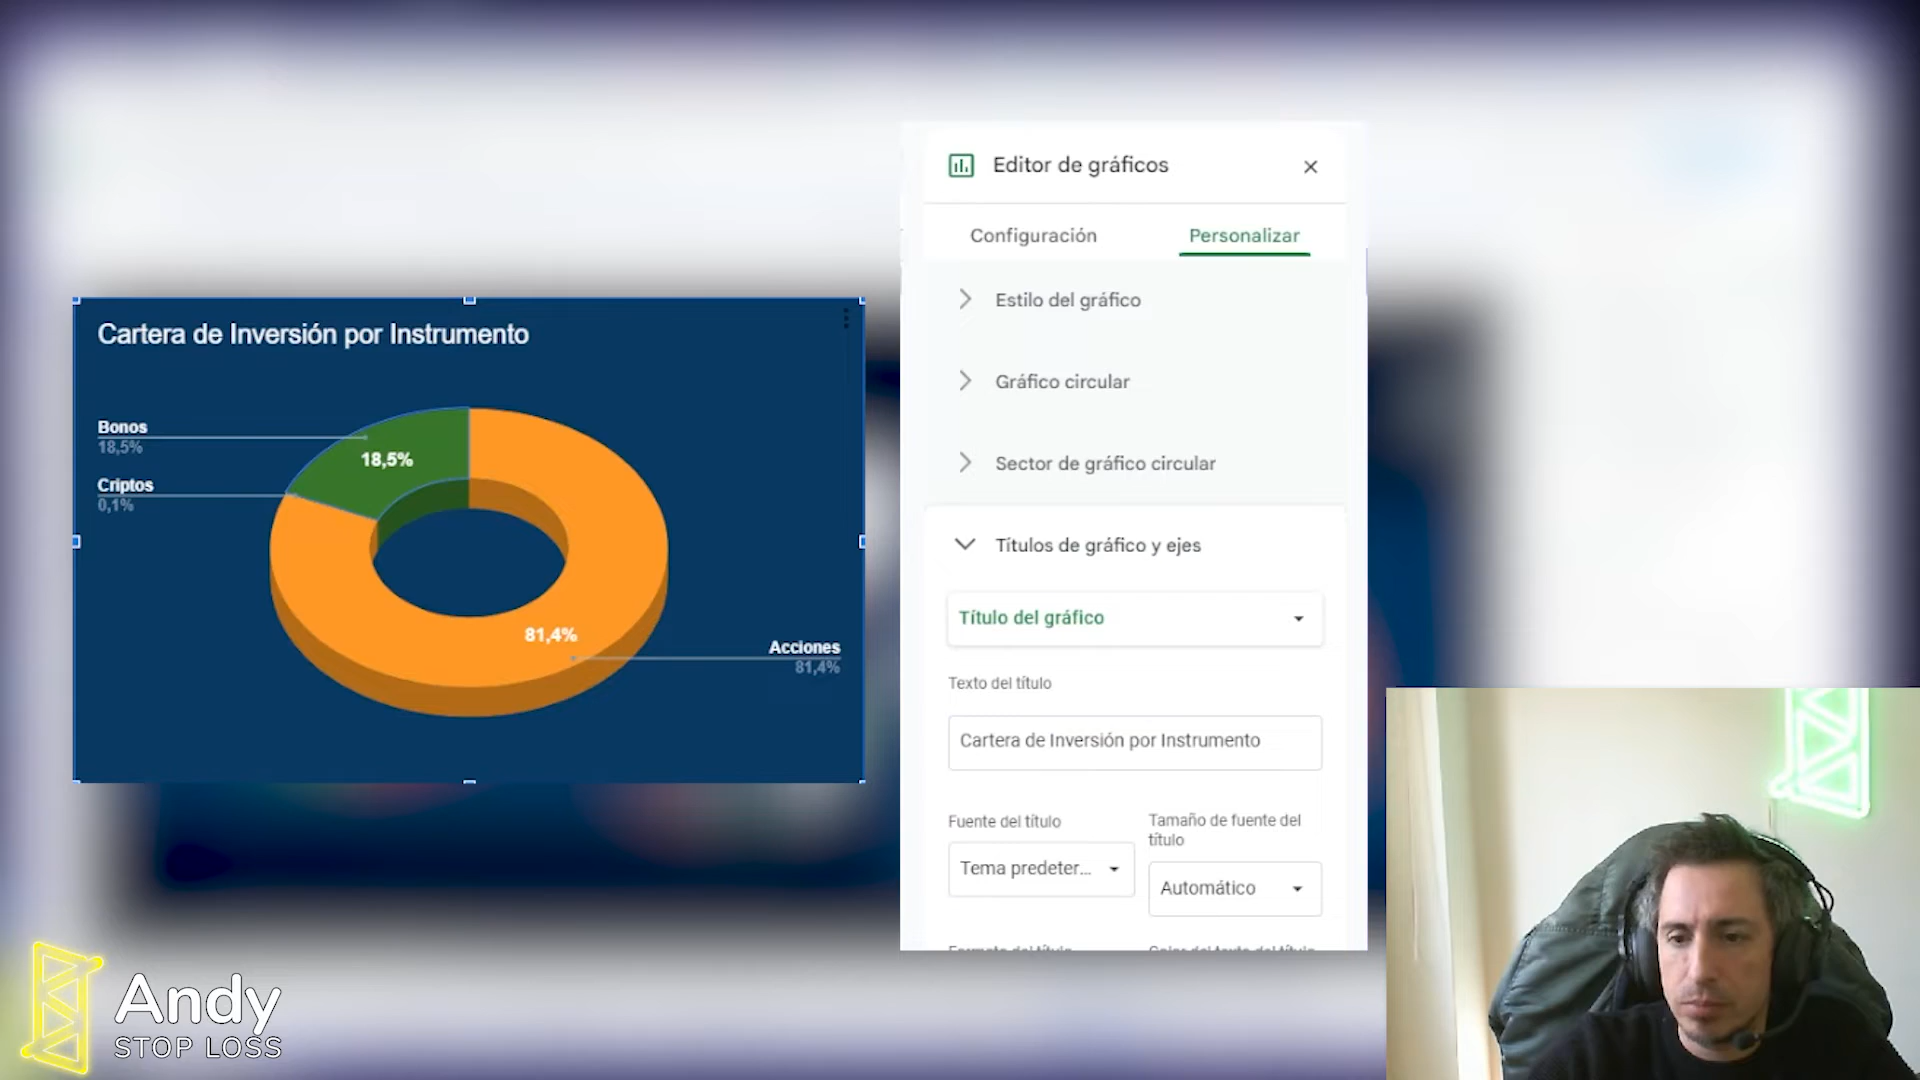 Cartera de Inversión por Instrumento
Bonos
18,5%
18,5%
Criptos
0,1%
81,4%
Acciones
81,4%
Editor de gráficos
Configuración
Personalizar
Estilo del gráfico
Gráfico circular
Sector de gráfico circular
Títulos de gráfico y ejes
Título del gráfico
Texto del título
Cartera de Inversión por Instrumento
Fuente del título
Tamaño de fuente del
título
Tema predeter...
Automático
Andy
STOP LOSS